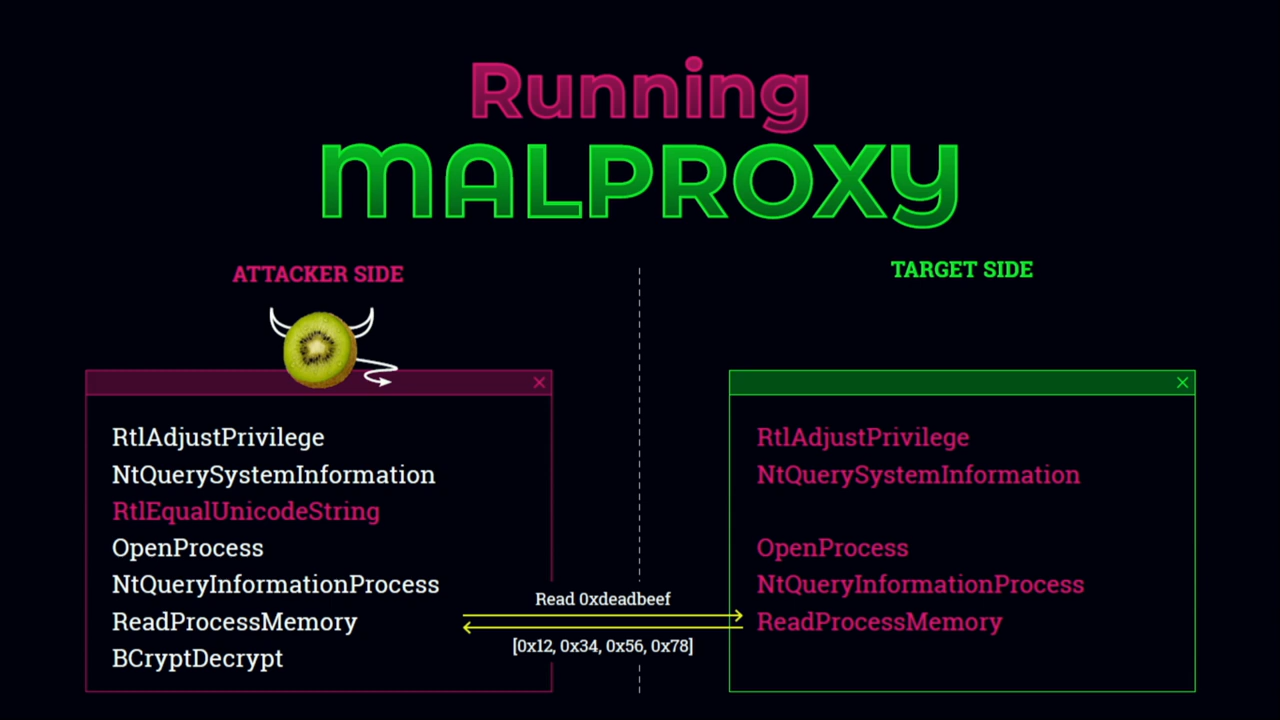 Running
MALPROXY
ATTACKER SIDE
TARGET SIDE
RtlAdjustPrivilege
NtQuerySystemInformation
RtlEqualUnicodeString
OpenProcess
NtQueryInformationProcess
ReadProcessMemory
BCryptDecrypt
Read 0xdeadbeef
[0x12, 0x34, 0x56, 0x78]
RtlAdjustPrivilege
NtQuerySystemInformation
OpenProcess
NtQueryInformationProcess
ReadProcessMemory